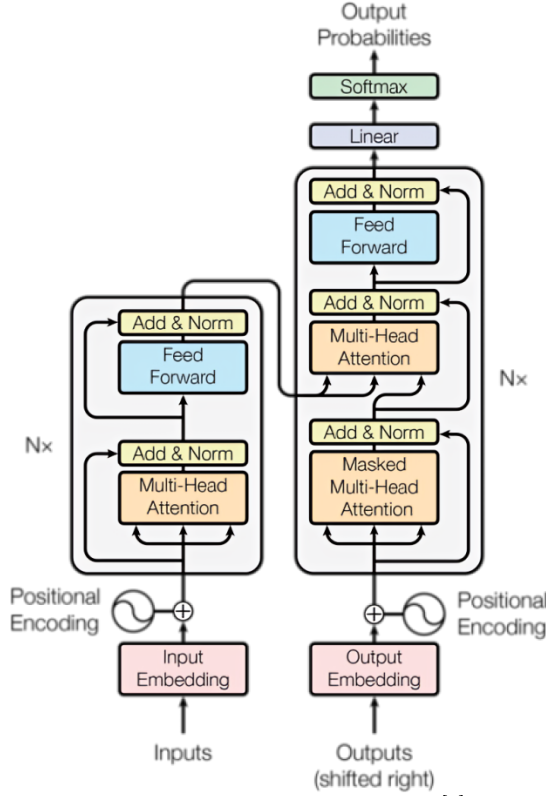 Output
Probabilities
Softmax
Linear
Add & Norm
Feed
Forward
Add & Norm
Multi-Head
Attention
Add & Norm
Masked
Multi-Head
Attention
N×
Add & Norm
Feed
Forward
Add & Norm
Multi-Head
Attention
N×
Positional
Encoding
Positional
Encoding
Input
Embedding
Output
Embedding
Inputs
Outputs
(shifted right)